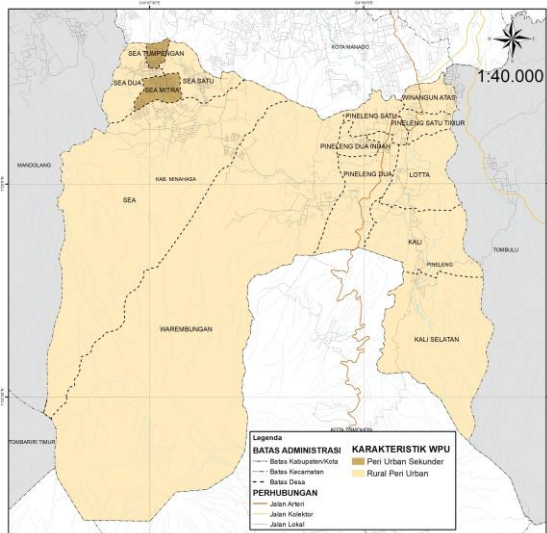 KOTA MANADO
1:40.000
SEA TUMPENGAN
SEA DUA
SEA SATU
SEA MITRA
WINANGUN ATAS
PINELENG SATU
PINELENG SATU TIMUR
PINELENG DUA INDAH
PINELENG DUA
LOTTA
MANDOLANG
KAB. MINAHASA
SEA
KALI
TOMBULU
PINELENG
WAREMBUNGAN
KALI SELATAN
TOMBARIRI TIMUR
KOTA TOMOHON
Legenda
BATAS ADMINISTRASI
Batas Kabupaten/Kota
Batas Kecamatan
Batas Desa
PERHUBUNGAN
Jalan Arteri
Jalan Kolektor
Jalan Lokal
KARAKTERISTIK WPU
Peri Urban Sekunder
Rural Peri Urban